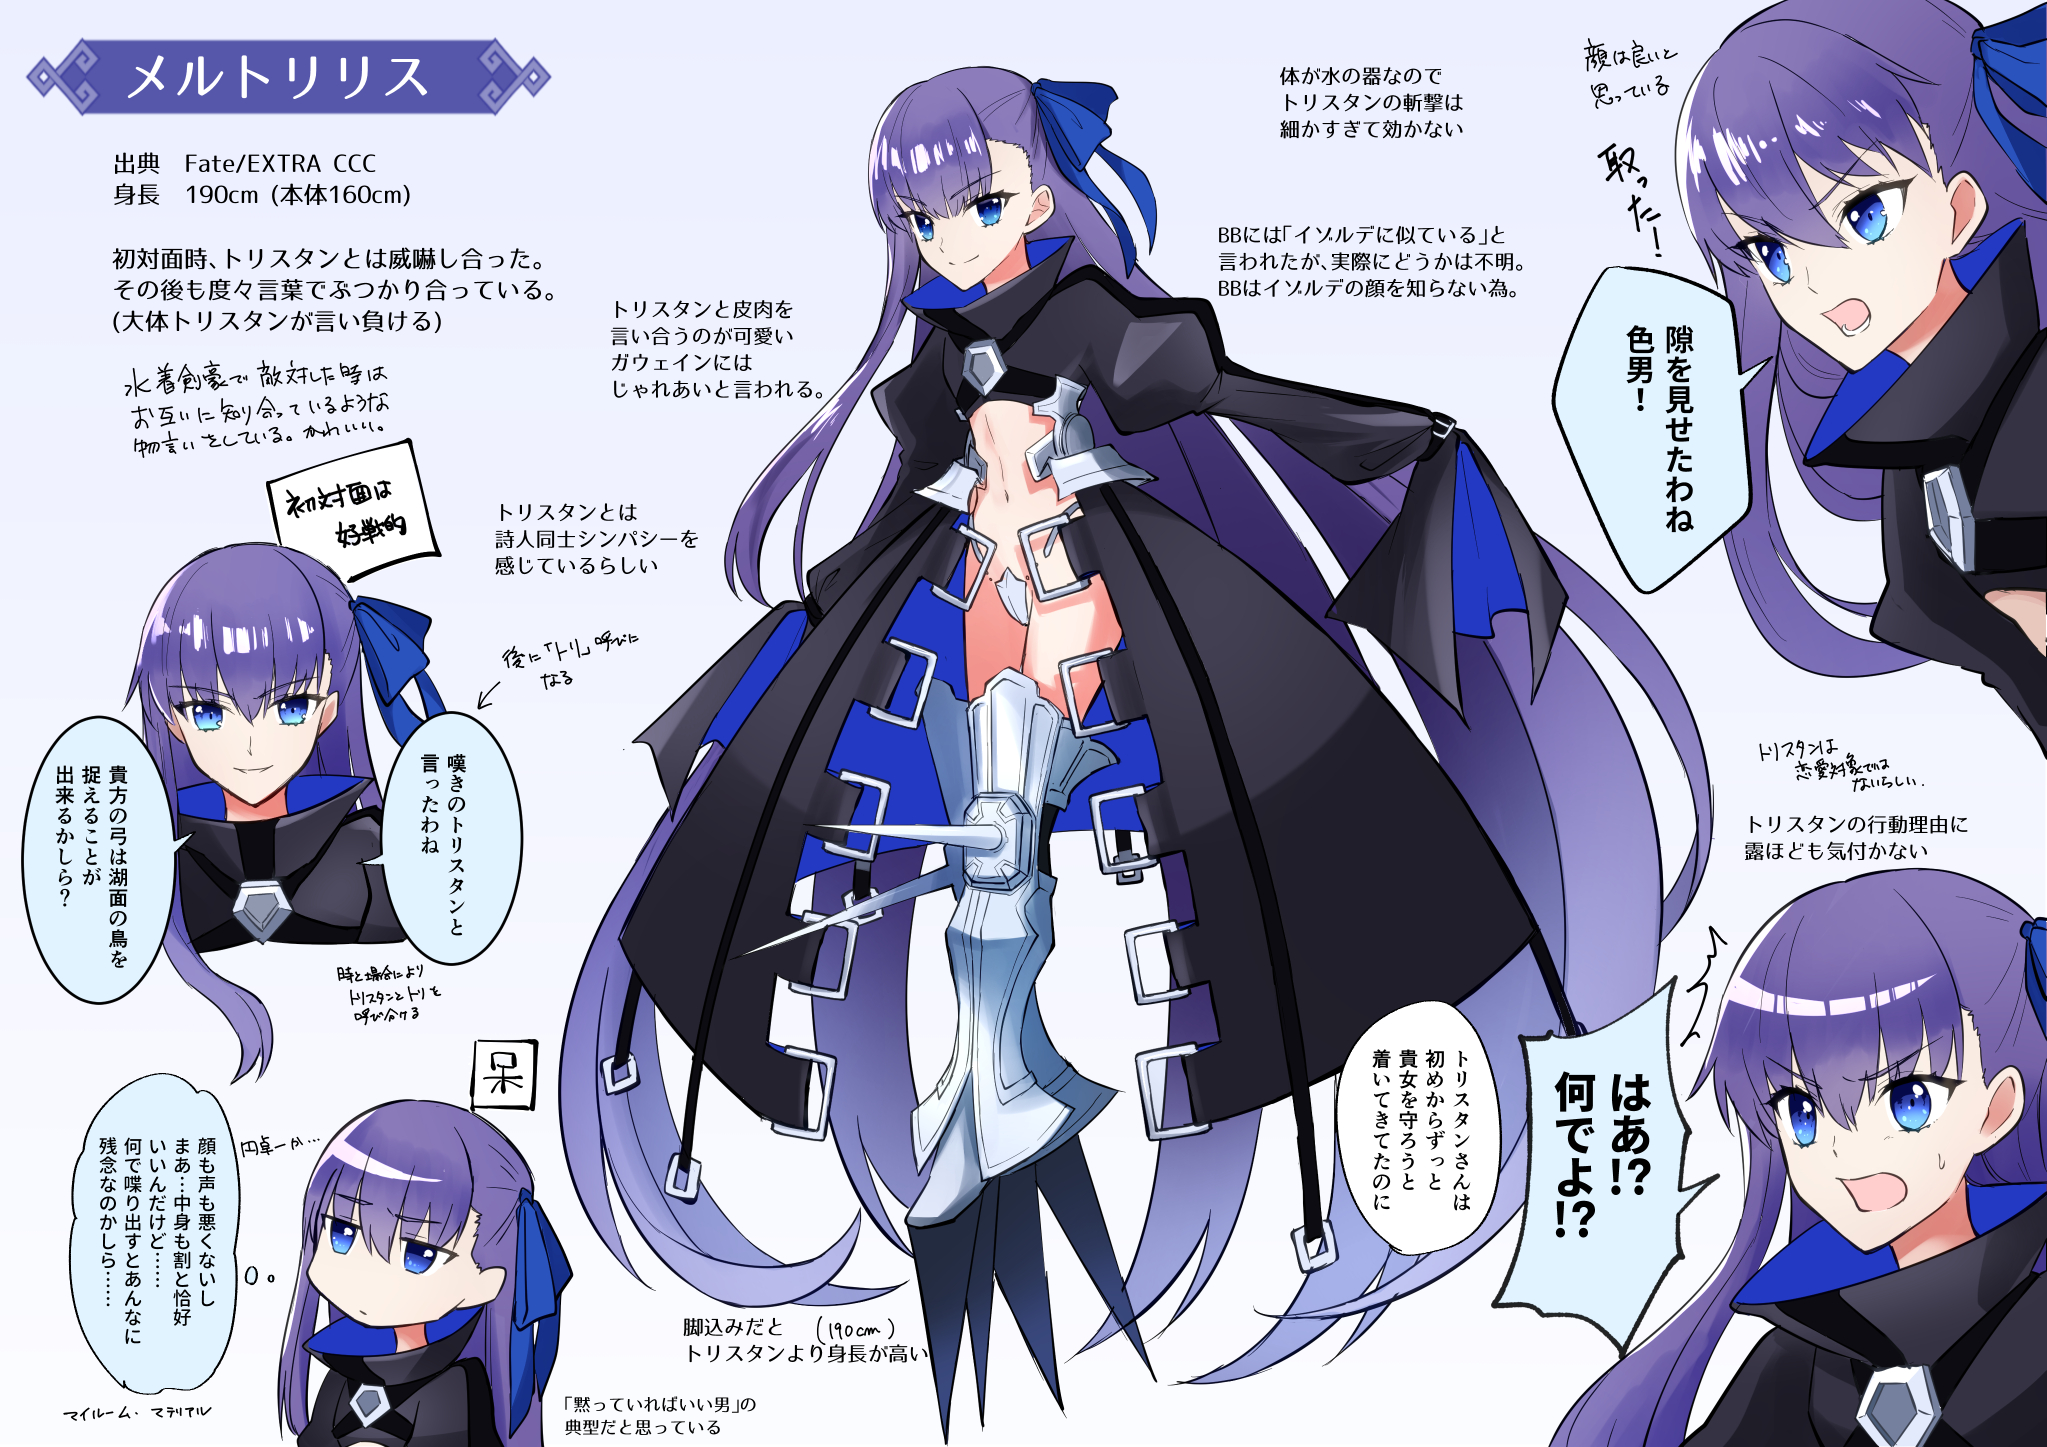 メルトリリス
出典　Fate/EXTRA CCC
身長　190cm (本体160cm)
初対面時、トリスタンとは威嚇し合った。
その後も度々言葉でぶつかり合っている。
(大体トリスタンが言い負ける)
水着剣豪で敵対した時は
お互いに知り合っているような
物言いをしている。かわいい。
初対面は
好戦的
トリスタンとは
詩人同士シンパシーを
感じているらしい
後に「トリ」呼びに
なる
嘆きのトリスタンと
言ったわね
貴方の弓は湖面の鳥を
捉えることが
出来るかしら？
時と場合により
トリスタンとトリを
呼び分ける
呆
円卓一か…
顔も声も悪くないし
まあ…中身も割と恰好
いいんだけど……
何で喋り出すとあんなに
残念なのかしら……
マイルーム・マテリアル
トリスタンと皮肉を
言い合うのが可愛い
ガウェインには
じゃれあいと言われる。
体が水の器なので
トリスタンの斬撃は
細かすぎて効かない
BBには「イゾルデに似ている」と
言われたが、実際にどうかは不明。
BBはイゾルデの顔を知らない為。
顔は良いと
思っている
取った！
隙を見せたわね
色男！
トリスタンは
恋愛対象では
ないらしい.
トリスタンの行動理由に
露ほども気付かない
トリスタンさんは
初めからずっと
貴女を守ろうと
着いてきてたのに
はあ!?
何でよ!?
脚込みだと　(190cm)
トリスタンより身長が高い
「黙っていればいい男」の
典型だと思っている